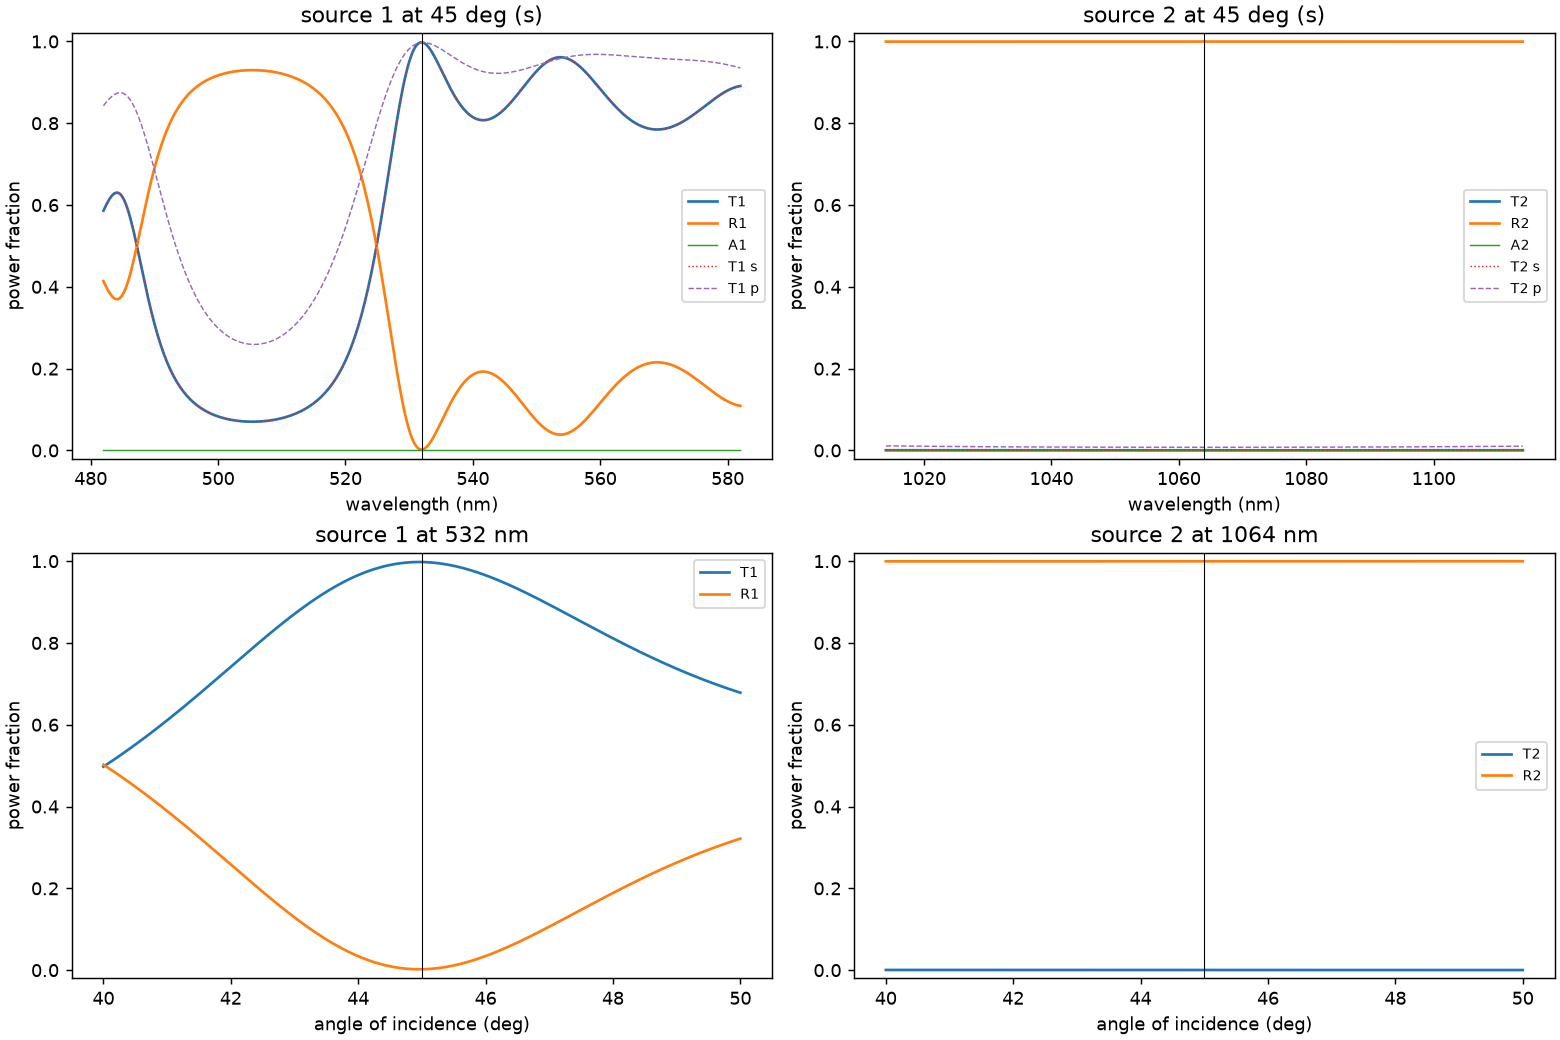 source 1 at 45 deg (s)
1.0
0.8
0.6
0.4
0.2
0.0
power fraction
480
500
520
540
560
580
wavelength (nm)
T1
R1
A1
T1 s
T1 p
source 2 at 45 deg (s)
1.0
0.8
0.6
0.4
0.2
0.0
power fraction
1020
1040
1060
1080
1100
wavelength (nm)
T2
R2
A2
T2 s
T2 p
source 1 at 532 nm
1.0
0.8
0.6
0.4
0.2
0.0
power fraction
40
42
44
46
48
50
angle of incidence (deg)
T1
R1
source 2 at 1064 nm
1.0
0.8
0.6
0.4
0.2
0.0
power fraction
40
42
44
46
48
50
angle of incidence (deg)
T2
R2